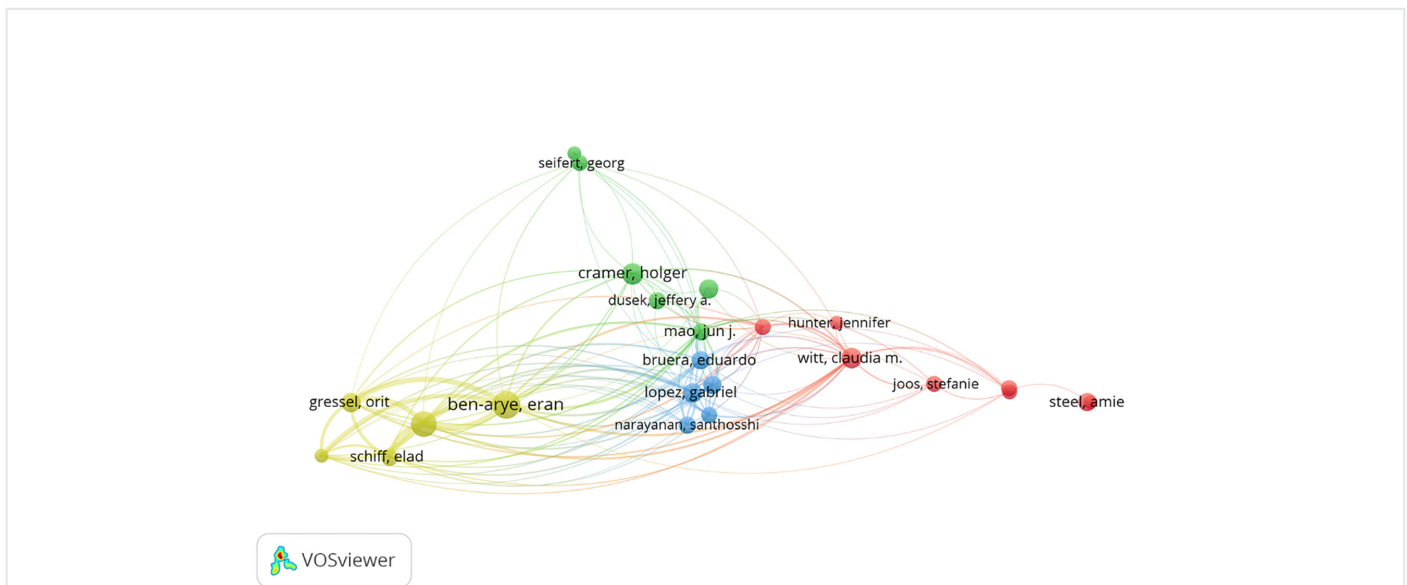 seifert, georg
cramer, holger
dusek, jeffery a.
mao, jun j.
hunter, jennifer
bruera, eduardo
witt, claudia m.
lopez, gabriel
joos, stefanie
gressel, orit
ben-arye, eran
steel, amie
narayanan, santhosshi
schiff, elad
VOSviewer